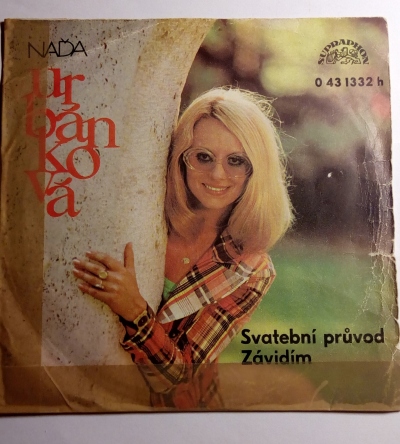 NAĎA
urbánková
SUPRAPHON
0 43 1332 h
Svatební průvod
Závidím